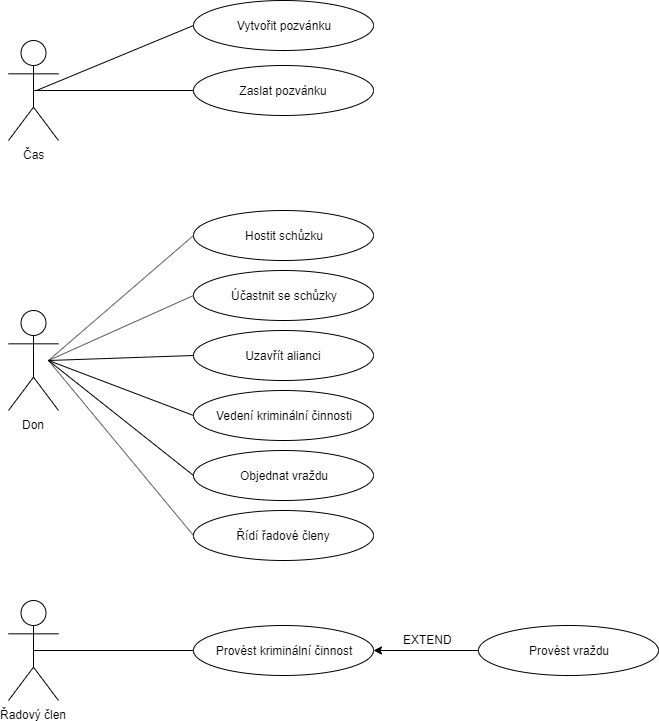 Vytvořit pozvánku
Zaslat pozvánku
Čas
Hostit schůzku
Účastnit se schůzky
Uzavřít alianci
Vedení kriminální činnosti
Objednat vraždu
Řídí řadové členy
Don
Provést kriminální činnost
EXTEND
Provést vraždu
Řadový člen